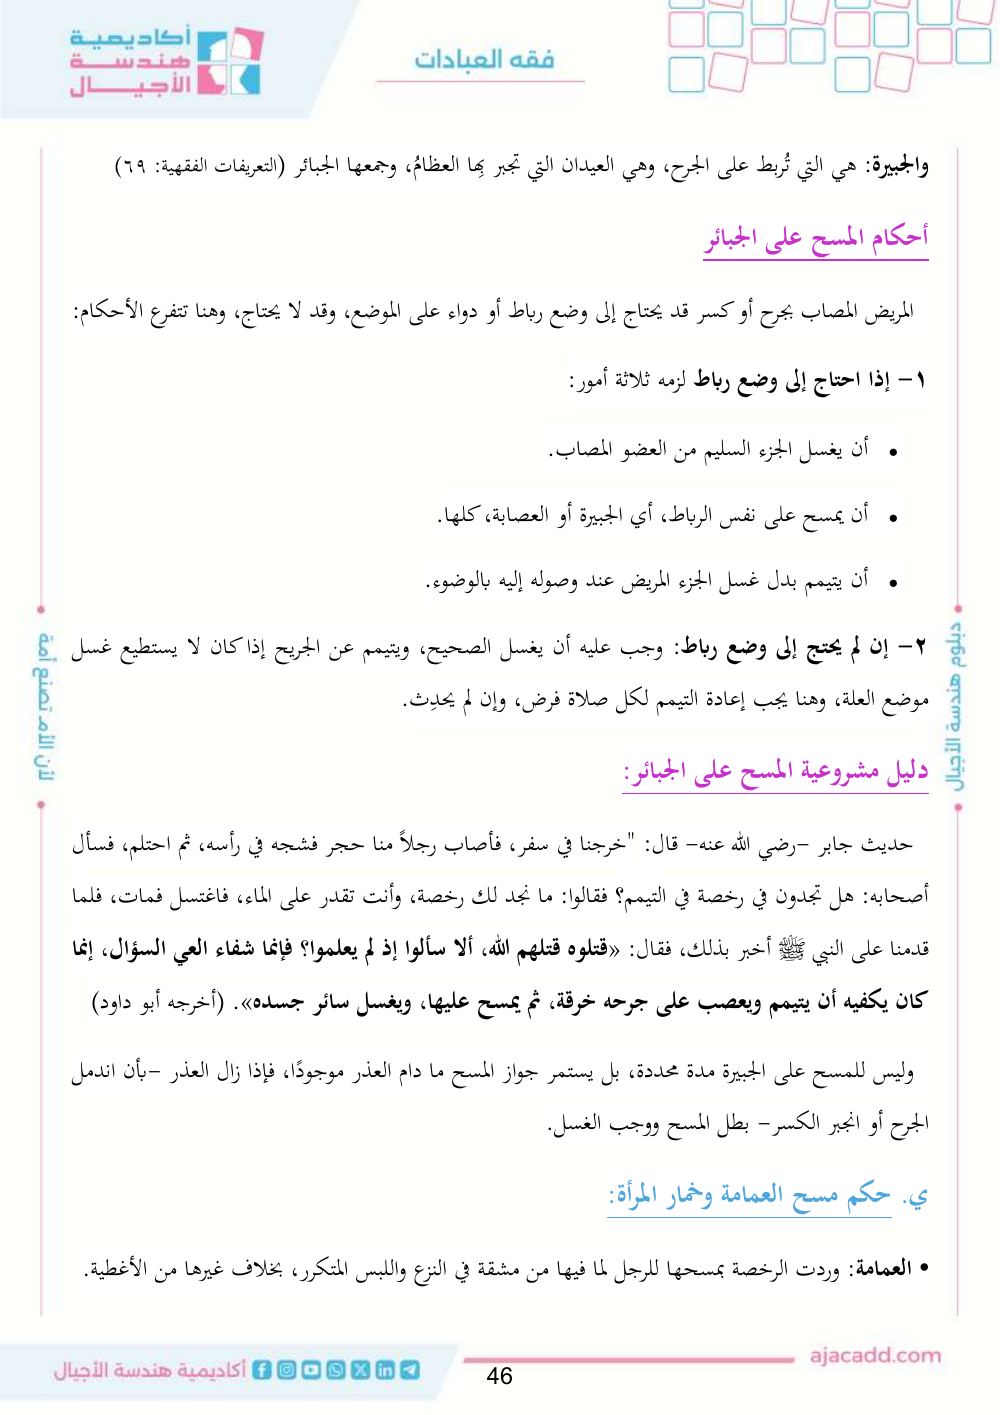 أكاديمية
هندسة
الأجيال
فقه العبادات
والجبيرة: هي التي تُربط على الجرح، وهي العيدان التي تجبر بِها العظامُ، وجمعها الجبائر (التعريفات الفقهية: ٦٩)
أحكام المسح على الجبائر
المريض المصاب بجرح أو كسر قد يحتاج إلى وضع رباط أو دواء على الموضع، وقد لا يحتاج، وهنا تتفرع الأحكام:
١- إذا احتاج إلى وضع رباط لزمه ثلاثة أمور:
• أن يغسل الجزء السليم من العضو المصاب.
• أن يمسح على نفس الرباط، أي الجبيرة أو العصابة، كلها.
• أن يتيمم بدل غسل الجزء المريض عند وصوله إليه بالوضوء.
٢- إن لم يحتج إلى وضع رباط: وجب عليه أن يغسل الصحيح، ويتيمم عن الجريح إذا كان لا يستطيع غسل
موضع العلة، وهنا يجب إعادة التيمم لكل صلاة فرض، وإن لم يحدِث.
دليل مشروعية المسح على الجبائر:
حديث جابر -رضي الله عنه- قال: "خرجنا في سفر، فأصاب رجلاً منا حجر فشجه في رأسه، ثم احتلم، فسأل
أصحابه: هل تجدون في رخصة في التيمم؟ فقالوا: ما نجد لك رخصة، وأنت تقدر على الماء، فاغتسل فمات، فلما
قدمنا على النبي ﷺ أخبر بذلك، فقال: «قتلوه قتلهم الله، ألا سألوا إذ لم يعلموا؟ فإنما شفاء العي السؤال، إنما
كان يكفيه أن يتيمم ويعصب على جرحه خرقة، ثم يمسح عليها، ويغسل سائر جسده». (أخرجه أبو داود)
وليس للمسح على الجبيرة مدة محددة، بل يستمر جواز المسح ما دام العذر موجودًا، فإذا زال العذر -بأن اندمل
الجرح أو انجبر الكسر- بطل المسح ووجب الغسل.
ي. حكم مسح العمامة وخمار المرأة:
• العمامة: وردت الرخصة بمسحها للرجل لما فيها من مشقة في النزع واللبس المتكرر، بخلاف غيرها من الأغطية.
دبلوم هندسة الأجيال
لأن الأم تصنع أمة
ajacadd.com
46
أكاديمية هندسة الأجيال